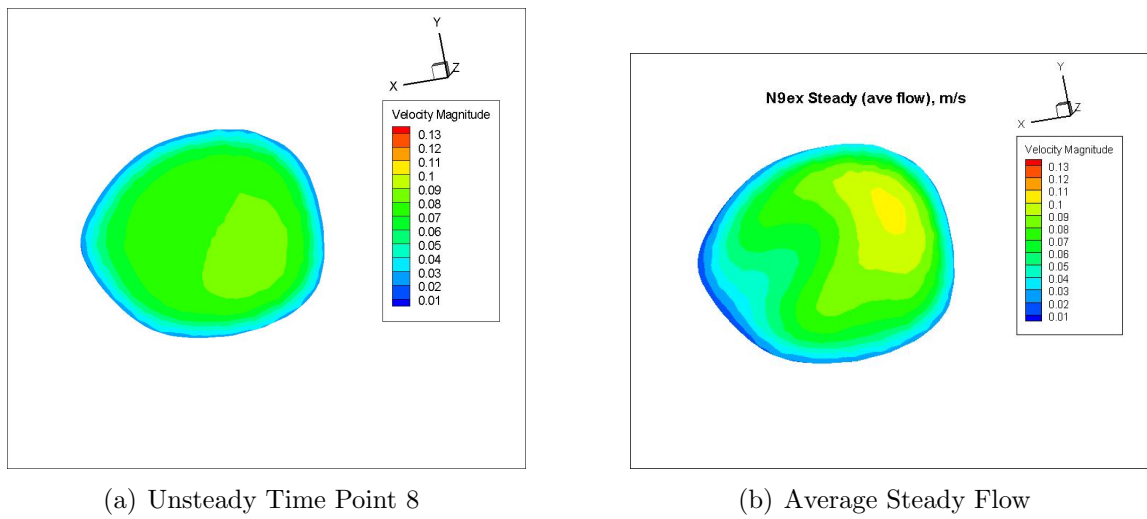 Y
X
Z
Velocity Magnitude
0.13
0.12
0.11
0.1
0.09
0.08
0.07
0.06
0.05
0.04
0.03
0.02
0.01
(a) Unsteady Time Point 8
N9ex Steady (ave flow), m/s
Y
X
Z
Velocity Magnitude
0.13
0.12
0.11
0.1
0.09
0.08
0.07
0.06
0.05
0.04
0.03
0.02
0.01
(b) Average Steady Flow